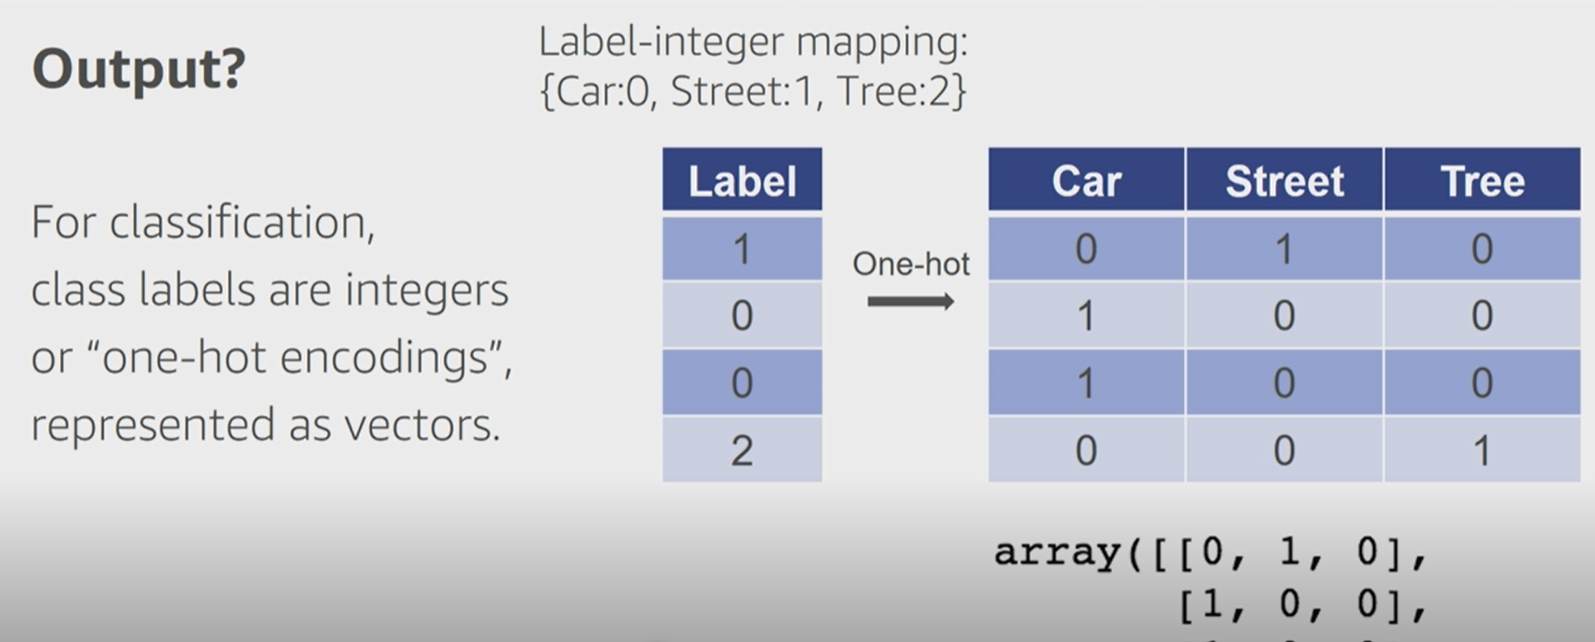 Output?
Label-integer mapping:
{Car:0, Street:1, Tree:2}
For classification,
class labels are integers
or “one-hot encodings”,
represented as vectors.
Label
1
0
0
2
One-hot
Car Street Tree
0 1 0
1 0 0
1 0 0
0 0 1
array([[0, 1, 0],
[1, 0, 0],